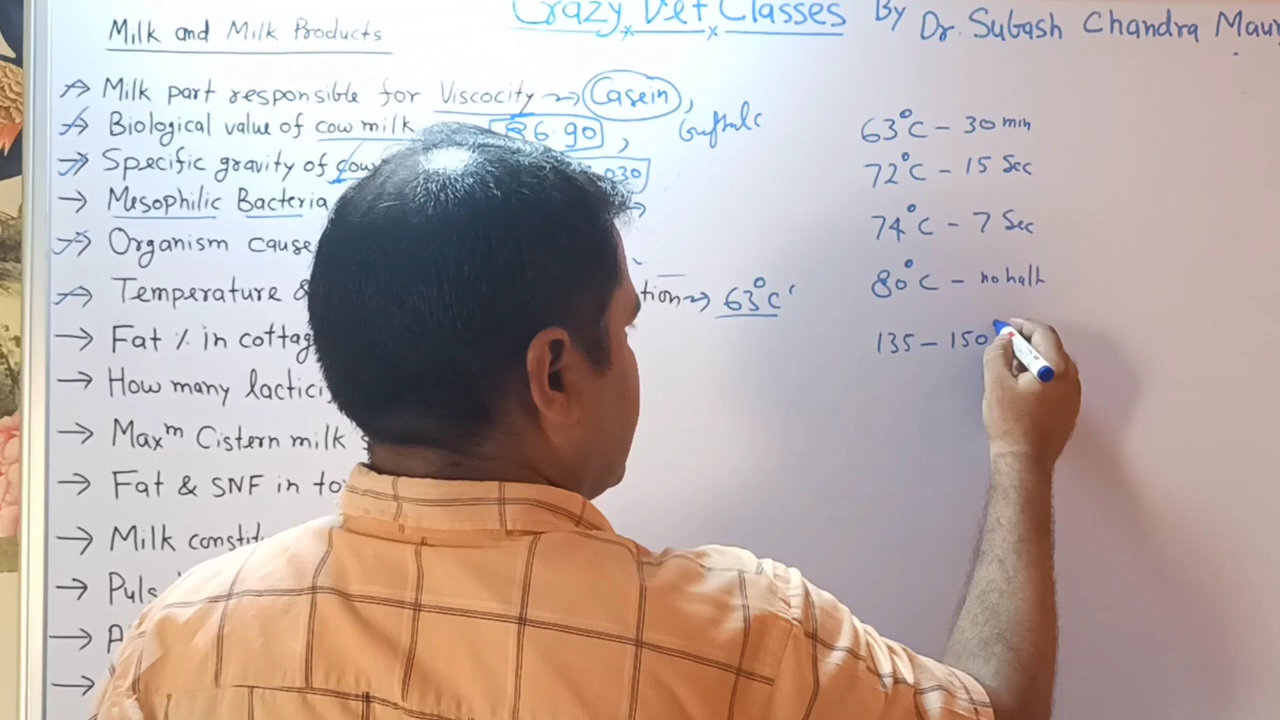 Crazy Vet Classes By Dr. Subash Chandra Maur
Milk and Milk Products
→ Milk part responsible for Viscocity → Casein,
→ Biological value of cow milk 86.90,
→ Specific gravity of cow 030
→ Mesophilic Bacteria →
→ Organism cause
→ Temperature & tion → 63°C
→ Fat % in cottag
→ How many lactici
→ Maxᵐ Cistern milk
→ Fat & SNF in to
→ Milk constit
→ Puls
→
→
63°C - 30 min
72°C - 15 Sec
74°C - 7 Sec
80°C - no halt
135 - 150